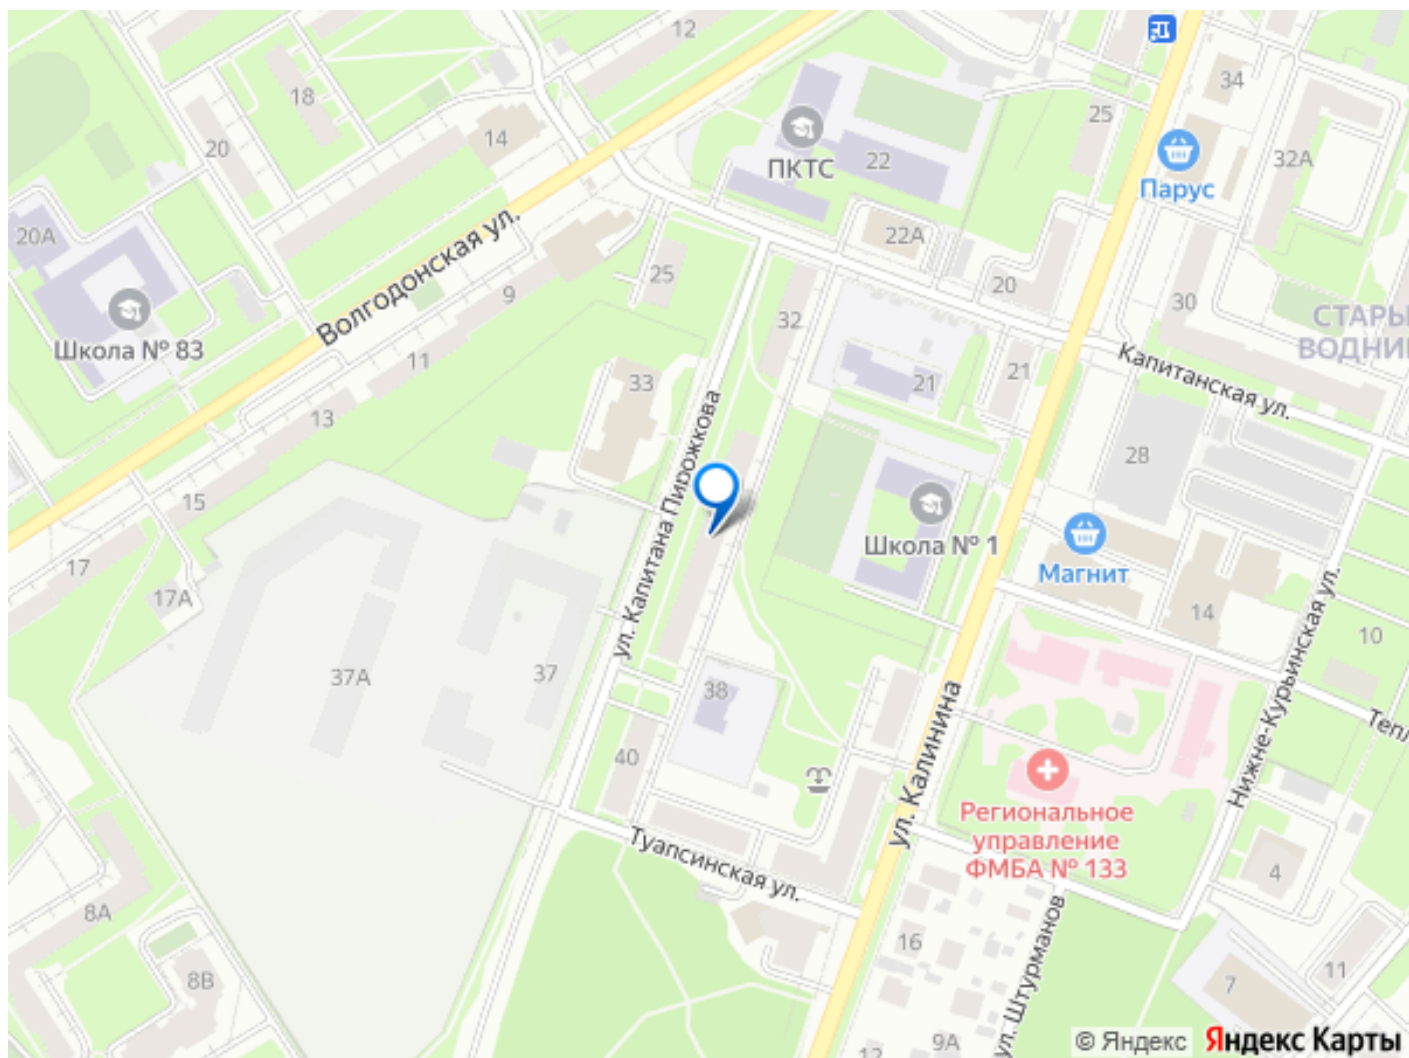 12
34
18
25
14
20
ПКТС
22
32А
Парус
20А
Волгодонская ул.
22А
25
9
20
30
32
СТАРЫ
ВОДНИ
Школа № 83
11
Капитанская ул.
33
21
21
13
ул. Капитана Пирожкова
28
15
Школа № 1
Магнит
17
17А
14
10
Нижне-Курьинская ул.
37А
37
38
ул. Калинина
Тепл
40
Региональное
управление
ФМБА № 133
Туапсинская ул.
4
8А
16
ул. Штурманов
8В
7
11
9А
12
© Яндекс
Яндекс Карты